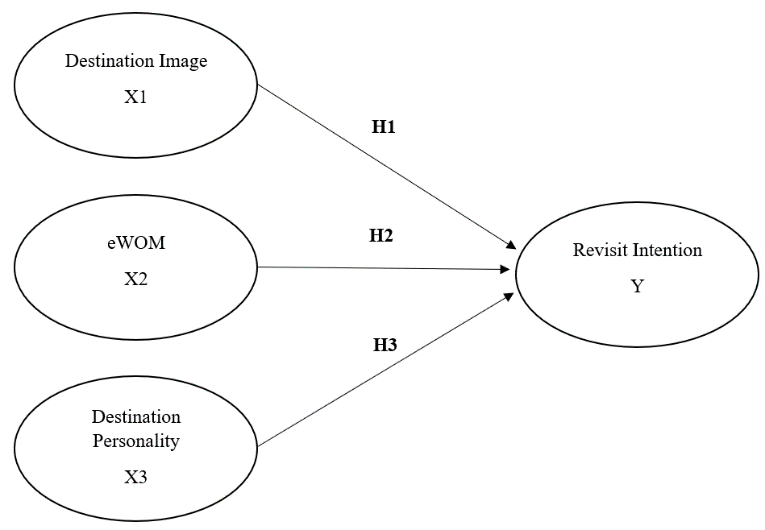 Destination Image
X1
H1
eWOM
X2
H2
Revisit Intention
Y
H3
Destination
Personality
X3